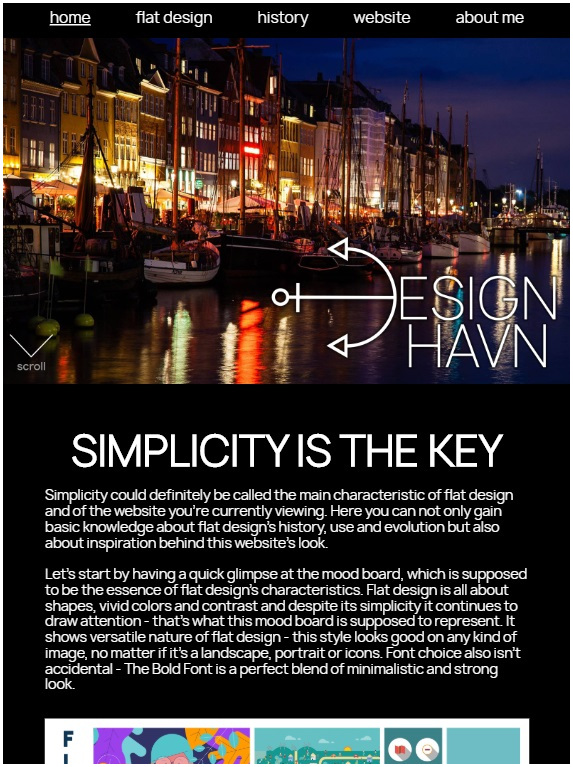 home flat design history website about me
ESIGN
HAVN
scroll
SIMPLICITY IS THE KEY
Simplicity could definitely be called the main characteristic of flat design
and of the website you're currently viewing. Here you can not only gain
basic knowledge about flat design's history, use and evolution but also
about inspiration behind this website's look.
Let's start by having a quick glimpse at the mood board, which is supposed
to be the essence of flat design's characteristics. Flat design is all about
shapes, vivid colors and contrast and despite its simplicity it continues to
draw attention - that's what this mood board is supposed to represent. It
shows versatile nature of flat design - this style looks good on any kind of
image, no matter if it's a landscape, portrait or icons. Font choice also isn't
accidental - The Bold Font is a perfect blend of minimalistic and strong
look.
F